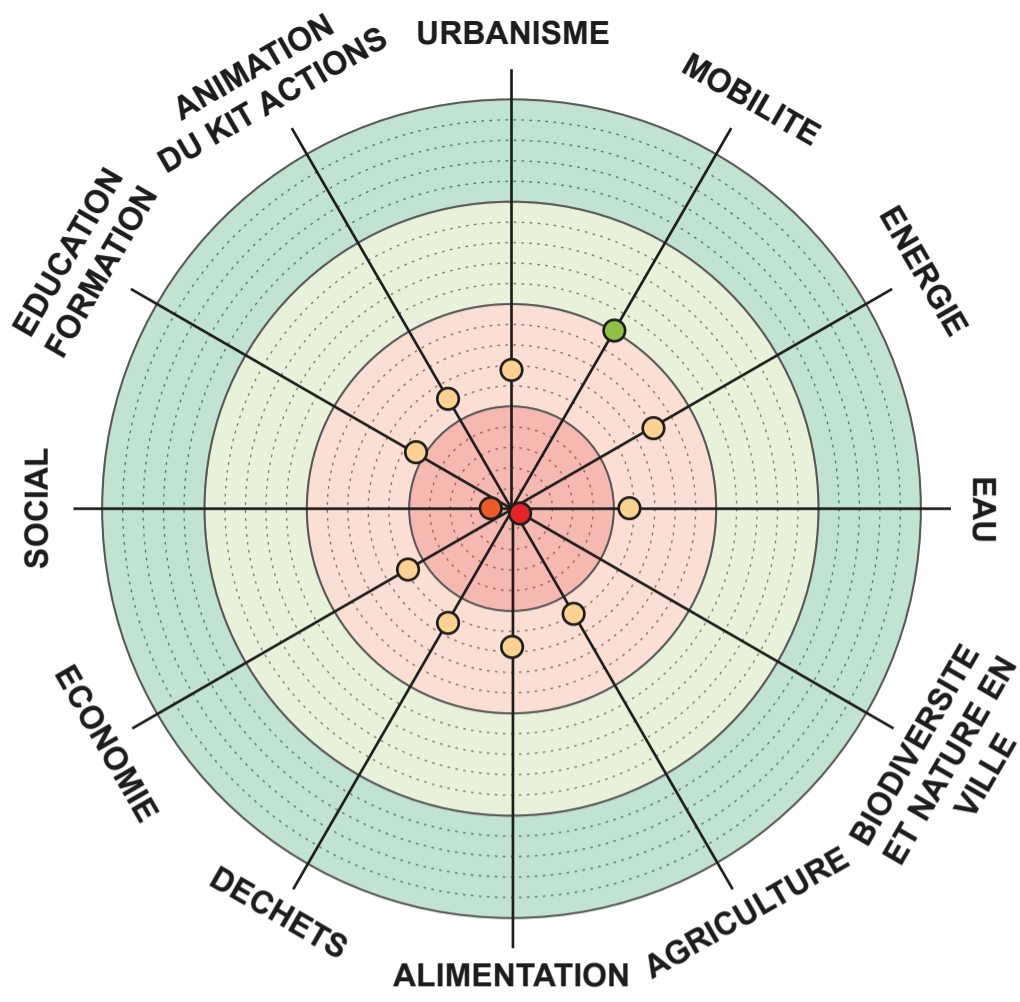 URBANISME
MOBILITE
ENERGIE
EAU
BIODIVERSITE
ET NATURE EN
VILLE
AGRICULTURE
ALIMENTATION
DECHETS
ECONOMIE
SOCIAL
EDUCATION
FORMATION
ANIMATION
DU KIT ACTIONS